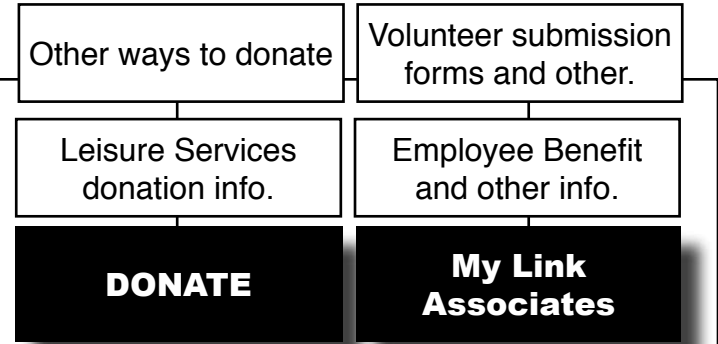 Other ways to donate
Volunteer submission
forms and other.
Leisure Services
donation info.
Employee Benefit
and other info.
DONATE
My Link
Associates